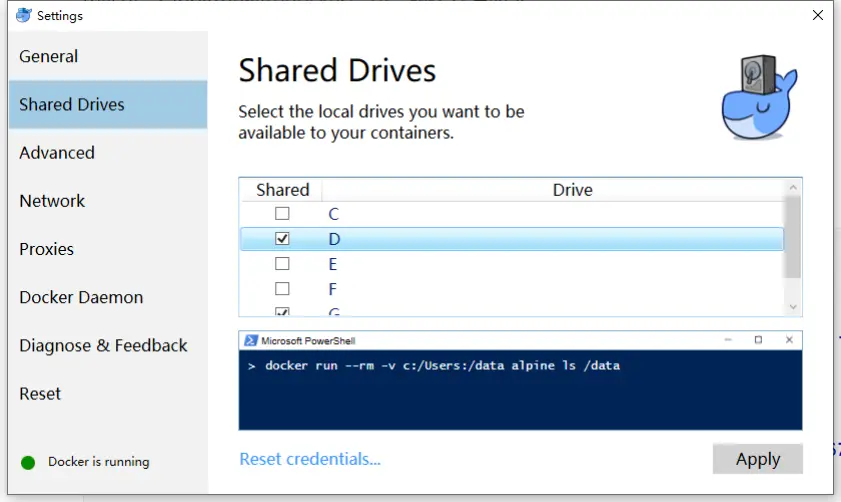 Settings
General
Shared Drives
Advanced
Network
Proxies
Docker Daemon
Diagnose & Feedback
Reset
Docker is running
Shared Drives
Select the local drives you want to be
available to your containers.
Shared Drive
C
D
E
F
G
Microsoft PowerShell
> docker run --rm -v c:/Users:/data alpine ls /data
Reset credentials...
Apply